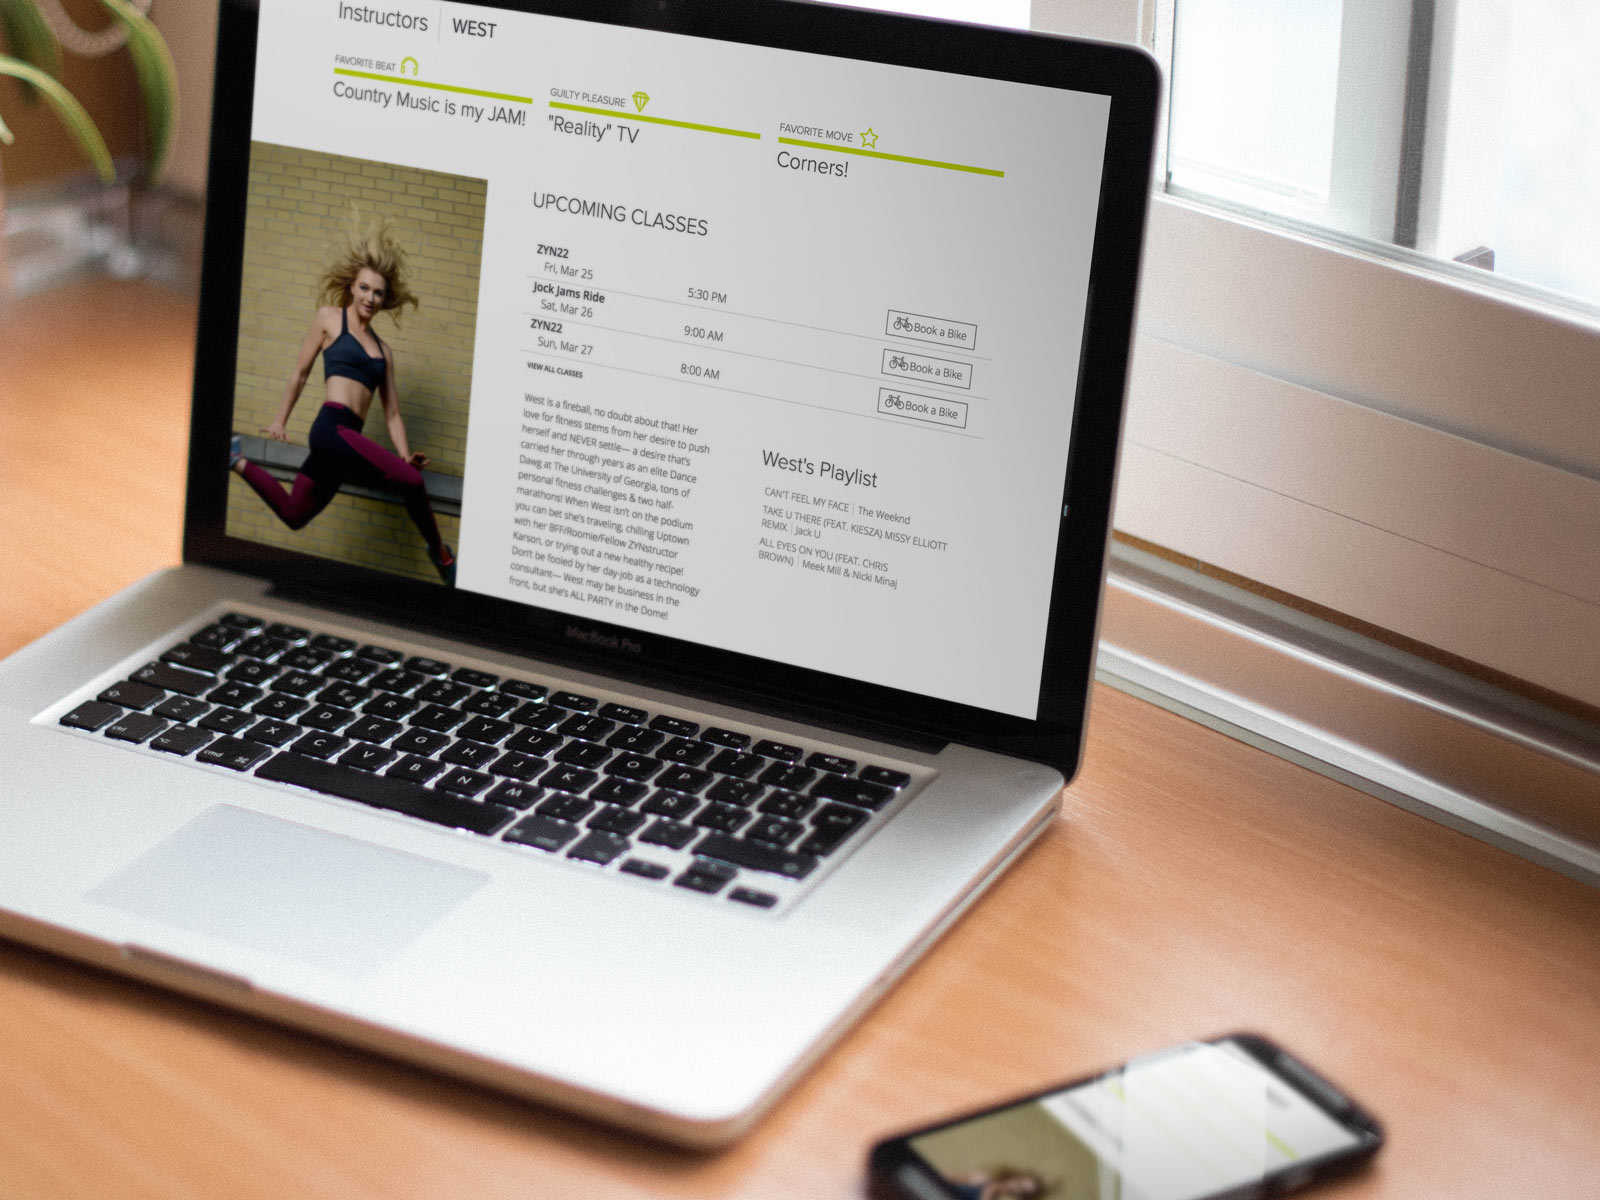 Instructors | WEST
FAVORITE BEAT
Country Music is my JAM!
GUILTY PLEASURE
"Reality" TV
FAVORITE MOVE
Corners!
UPCOMING CLASSES
ZYN22
Fri, Mar 25
5:30 PM
Book a Bike
Jock Jams Ride
Sat, Mar 26
9:00 AM
Book a Bike
ZYN22
Sun, Mar 27
8:00 AM
Book a Bike
VIEW ALL CLASSES
West is a fireball, no doubt about that! Her
love for fitness stems from her desire to push
herself and NEVER settle— a desire that's
carried her through years as an elite Dance
Dawg at The University of Georgia, tons of
personal fitness challenges & two half-
marathons! When West isn't on the podium
you can bet she's traveling, chilling Uptown
with her BFF/Roomie/Fellow ZYNstructor
Karson, or trying out a new healthy recipe!
Don't be fooled by her day-job as a technology
consultant— West may be business in the
front, but she's ALL PARTY in the Dome!
West's Playlist
CAN'T FEEL MY FACE | The Weeknd
TAKE U THERE (FEAT. KIESZA) MISSY ELLIOTT
REMIX | Jack U
ALL EYES ON YOU (FEAT. CHRIS
BROWN) | Meek Mill & Nicki Minaj
MacBook Pro
Q W E R T Y U I O P
A S D F G H J K L Ñ
Z X C V B N M
ctrl
cmd